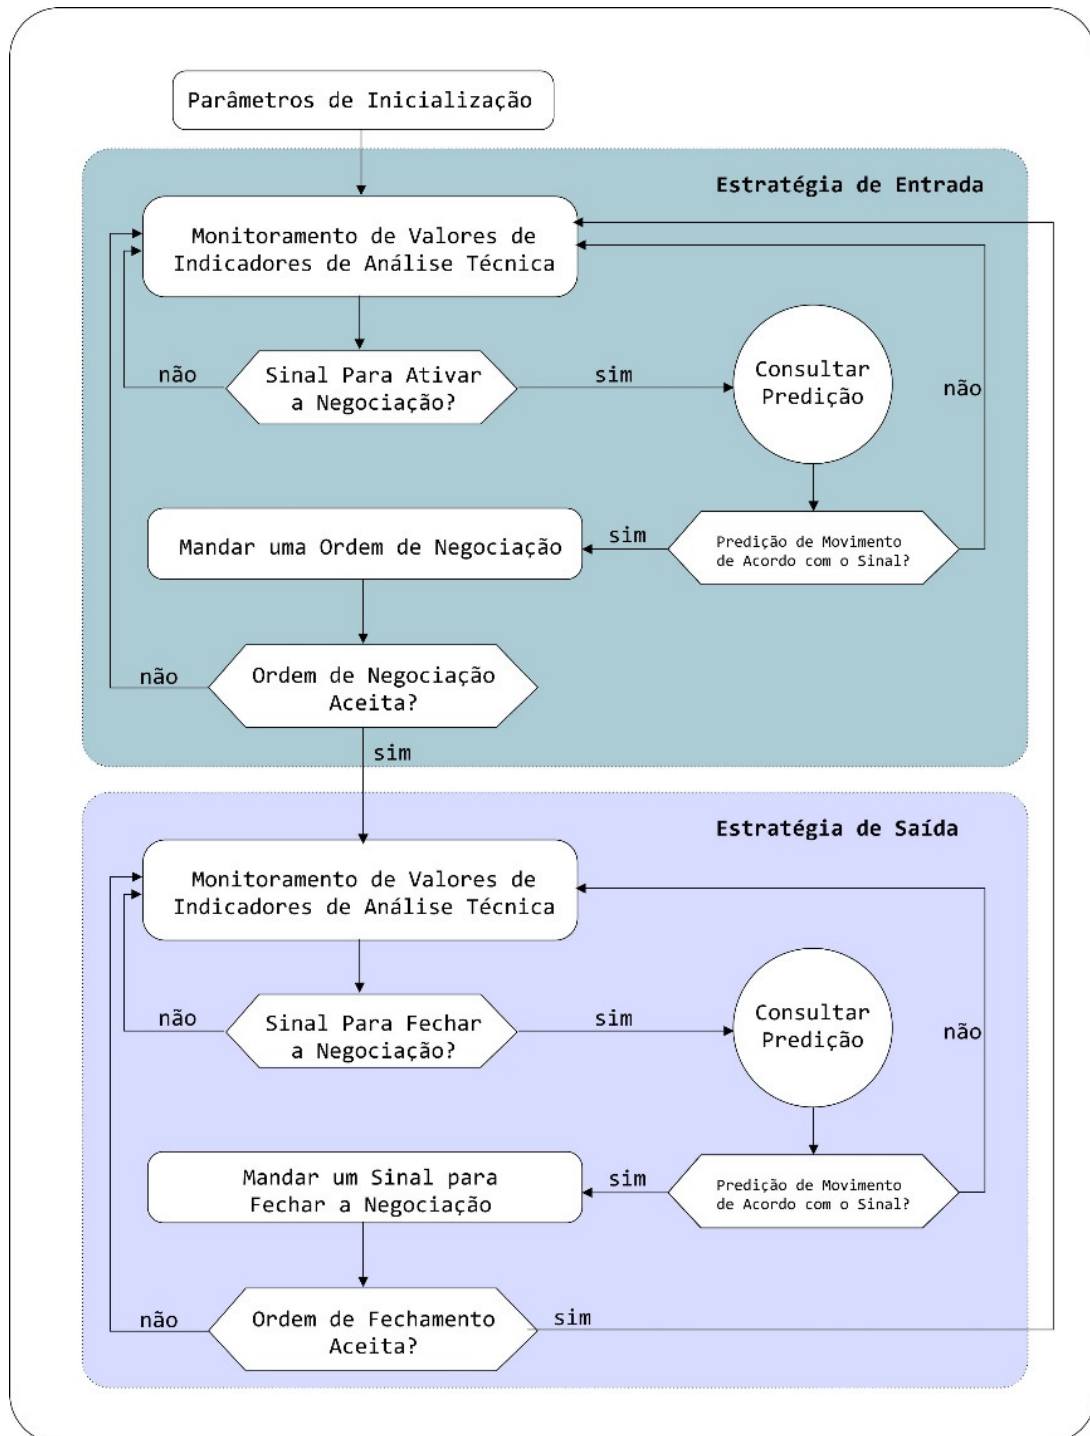 Parâmetros de Inicialização
Estratégia de Entrada
Monitoramento de Valores de
Indicadores de Análise Técnica
não
Sinal Para Ativar
a Negociação?
sim
Consultar
Predição
não
Mandar uma Ordem de Negociação
sim
Predição de Movimento
de Acordo com o Sinal?
não
Ordem de Negociação
Aceita?
sim
Estratégia de Saída
Monitoramento de Valores de
Indicadores de Análise Técnica
não
Sinal Para Fechar
a Negociação?
sim
Consultar
Predição
não
Mandar um Sinal para
Fechar a Negociação
sim
Predição de Movimento
de Acordo com o Sinal?
não
Ordem de Fechamento
Aceita?
sim